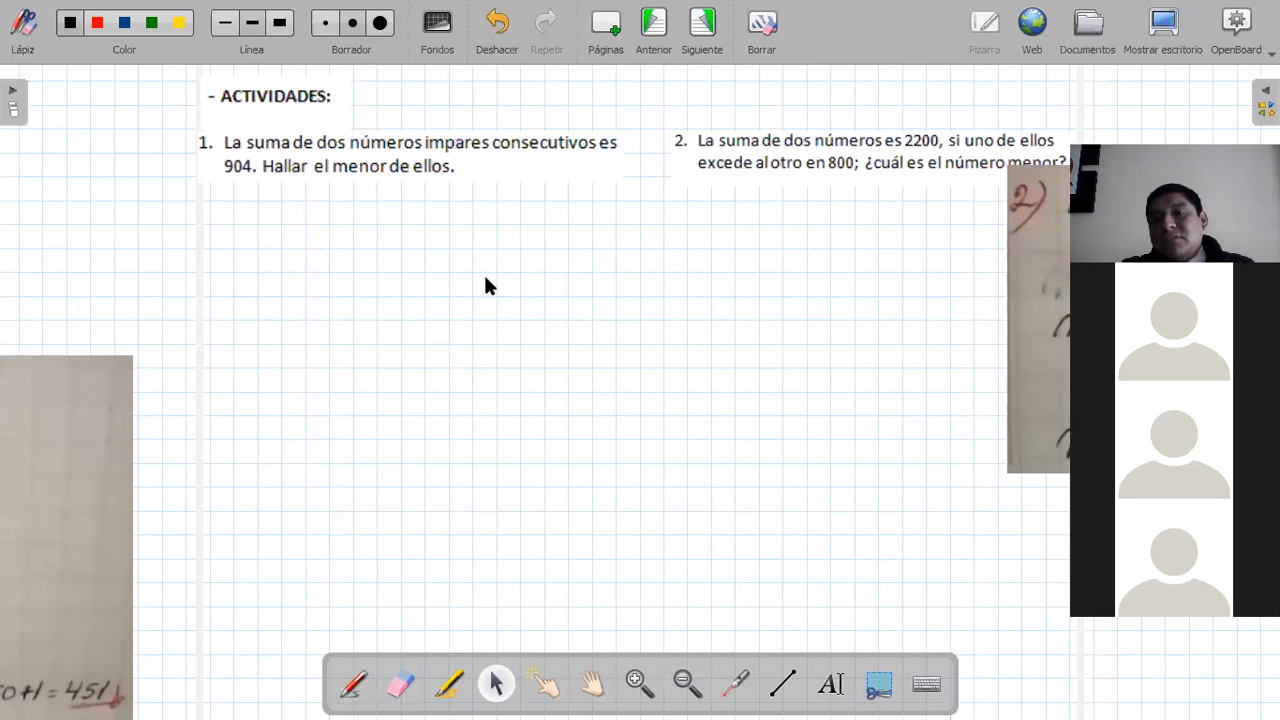 Lápiz
Color
Línea
Borrador
Fondos
Deshacer
Repetir
Páginas
Anterior
Siguiente
Borrar
Pizarra
Web
Documentos
Mostrar escritorio
OpenBoard
- ACTIVIDADES:
1. La suma de dos números impares consecutivos es
904. Hallar el menor de ellos.
2. La suma de dos números es 2200, si uno de ellos
excede al otro en 800; ¿cuál es el número menor?
2)
50+1 = 451